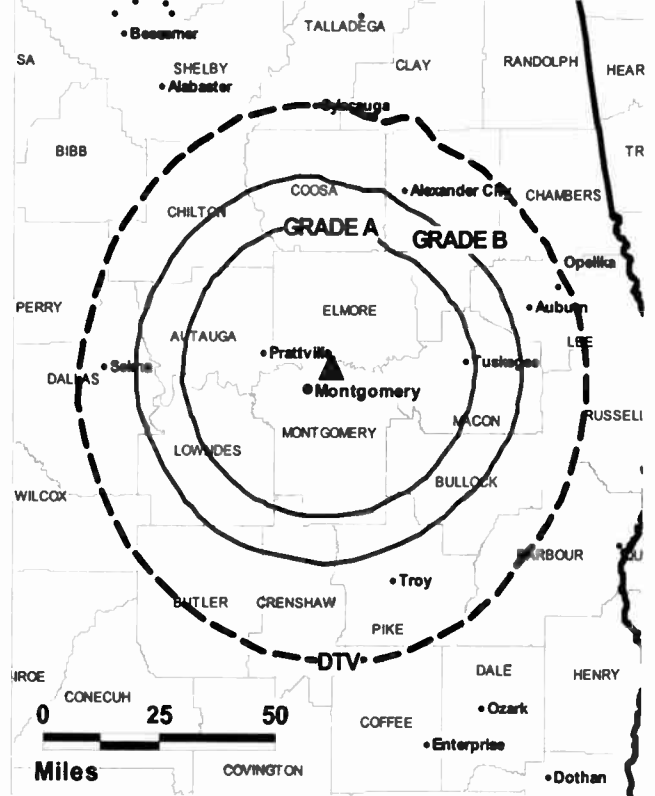 TALLADEGA
Bessemer
SA
SHELBY
CLAY
RANDOLPH
HEAR
Alabaster
Sylacauga
BIBB
TR
COOSA
Alexander City
CHAMBERS
CHILTON
GRADE A
GRADE B
Opelika
PERRY
ELMORE
Auburn
AUTAUGA
LEE
Prattville
Tuskegee
DALLAS
Selma
Montgomery
RUSSELL
MACON
MONTGOMERY
LOWNDES
BULLOCK
WILCOX
BARBOUR
Troy
BUTLER
CRENSHAW
PIKE
DTV
DALE
HENRY
CONECUH
0 25 50
Ozark
COFFEE
Enterprise
Miles
COVINGTON
Dothan